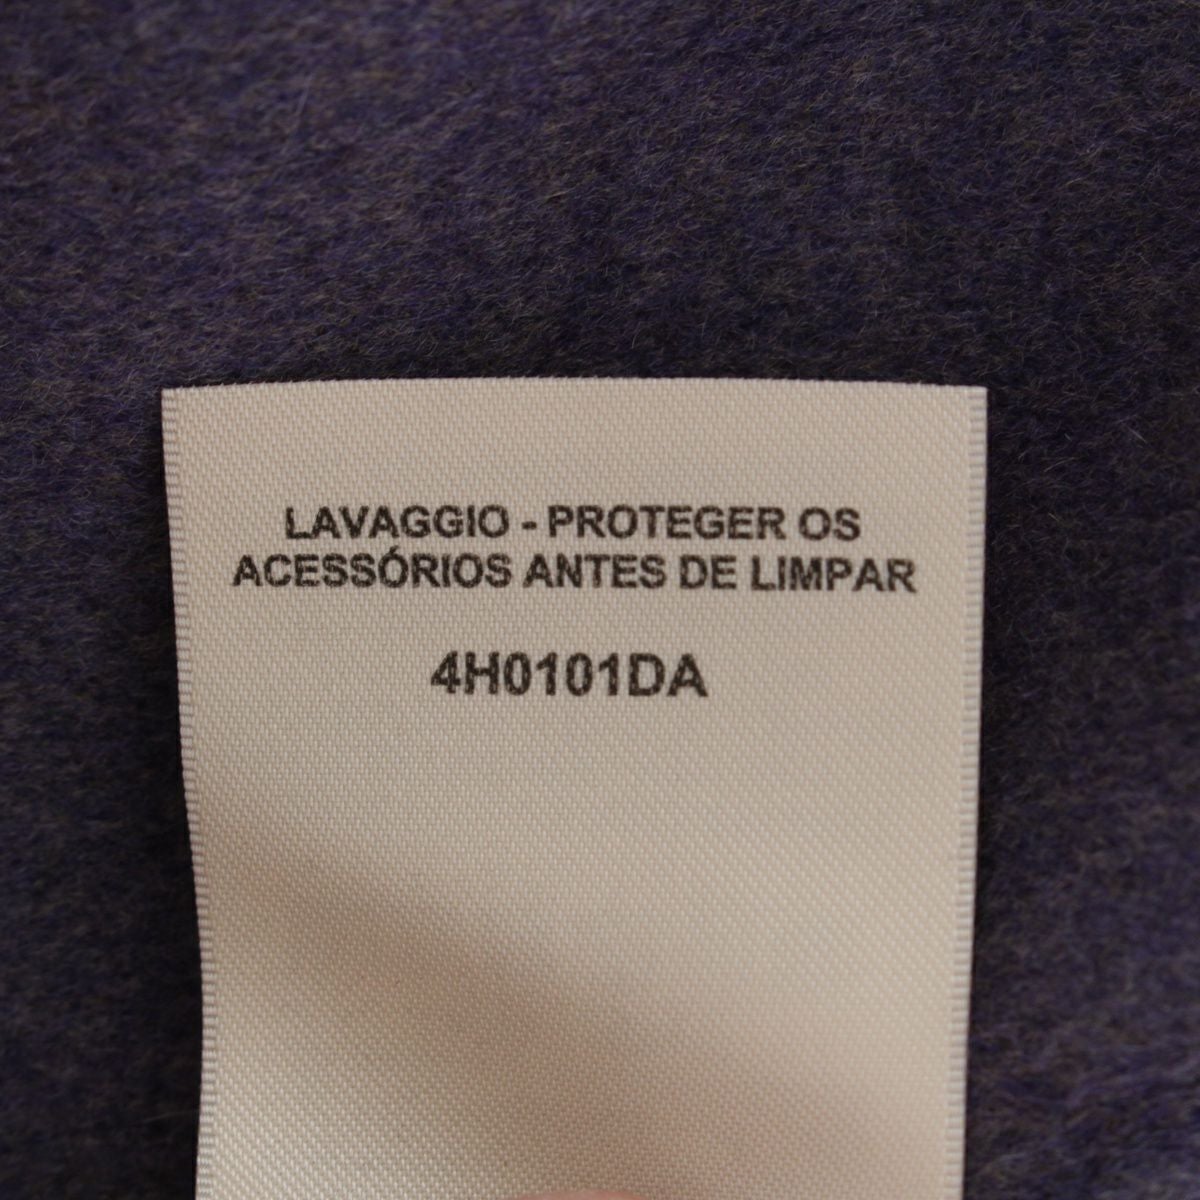 LAVAGGIO - PROTEGER OS
ACESSÓRIOS ANTES DE LIMPAR
4H0101DA